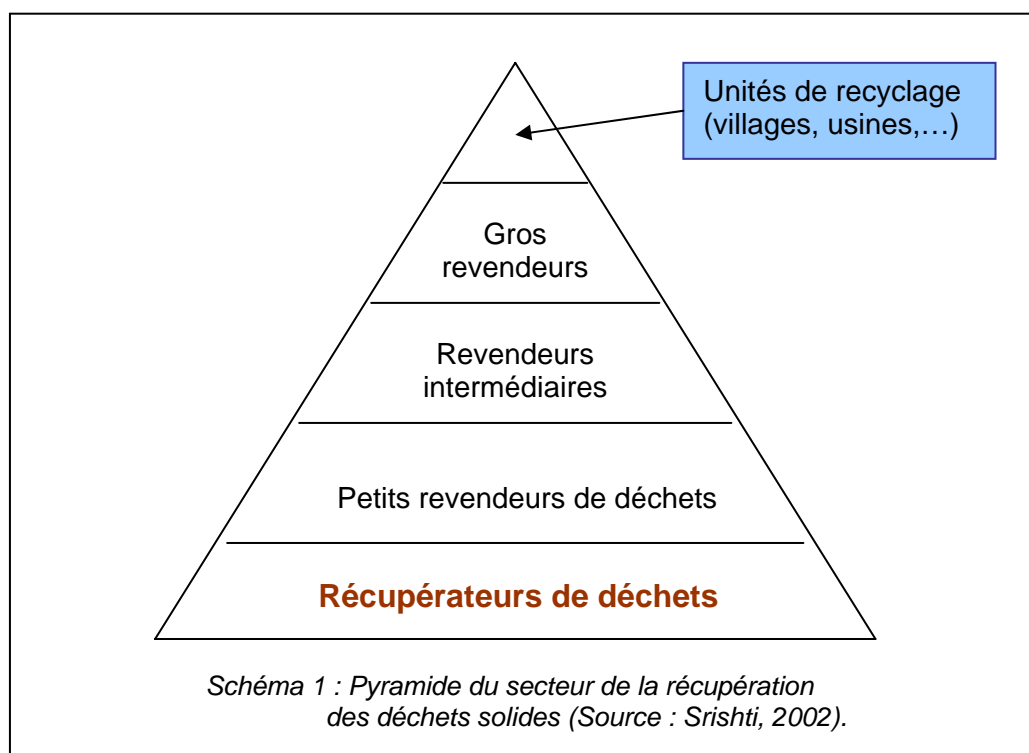 Unités de recyclage
(villages, usines,…)
Gros
revendeurs
Revendeurs
intermédiaires
Petits revendeurs de déchets
Récupérateurs de déchets
Schéma 1 : Pyramide du secteur de la récupération
des déchets solides (Source : Srishti, 2002).